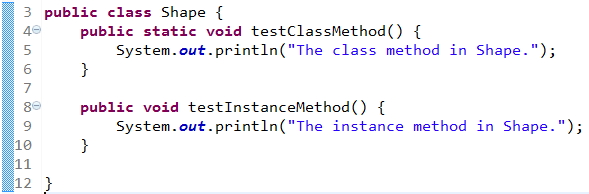 3 public class Shape {
4 public static void testClassMethod() {
5 System.out.println("The class method in Shape.");
6 }
7
8 public void testInstanceMethod() {
9 System.out.println("The instance method in Shape.");
10 }
11
12 }